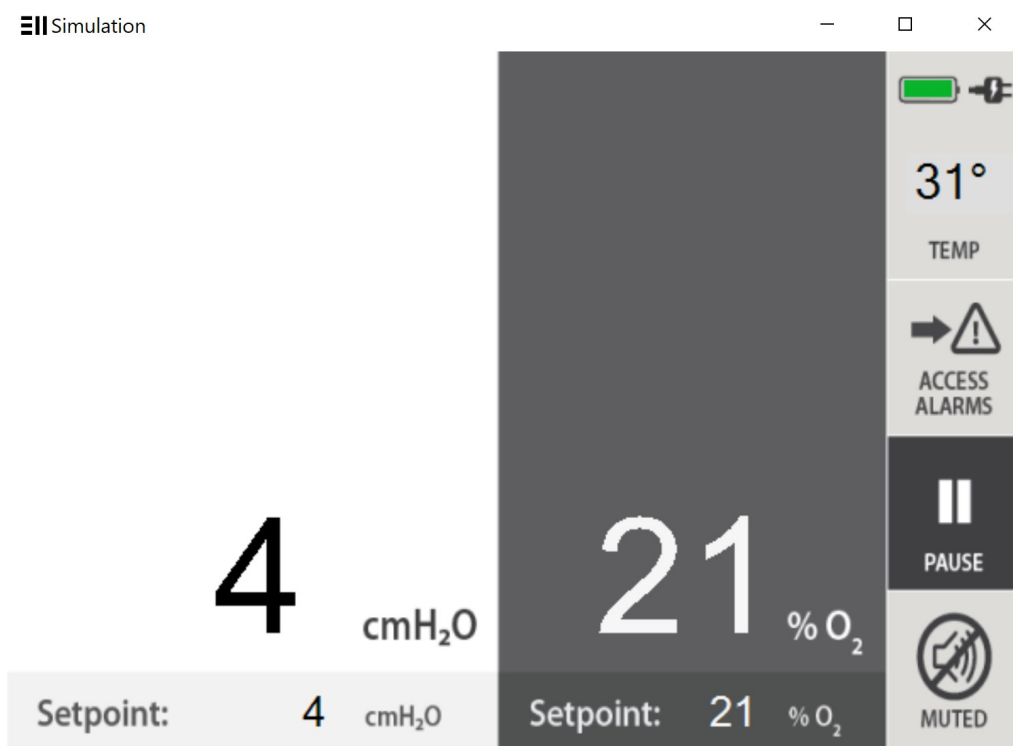 Simulation
4 cmH₂O
Setpoint: 4 cmH₂O
21 % O₂
Setpoint: 21 % O₂
31°
TEMP
ACCESS
ALARMS
PAUSE
MUTED